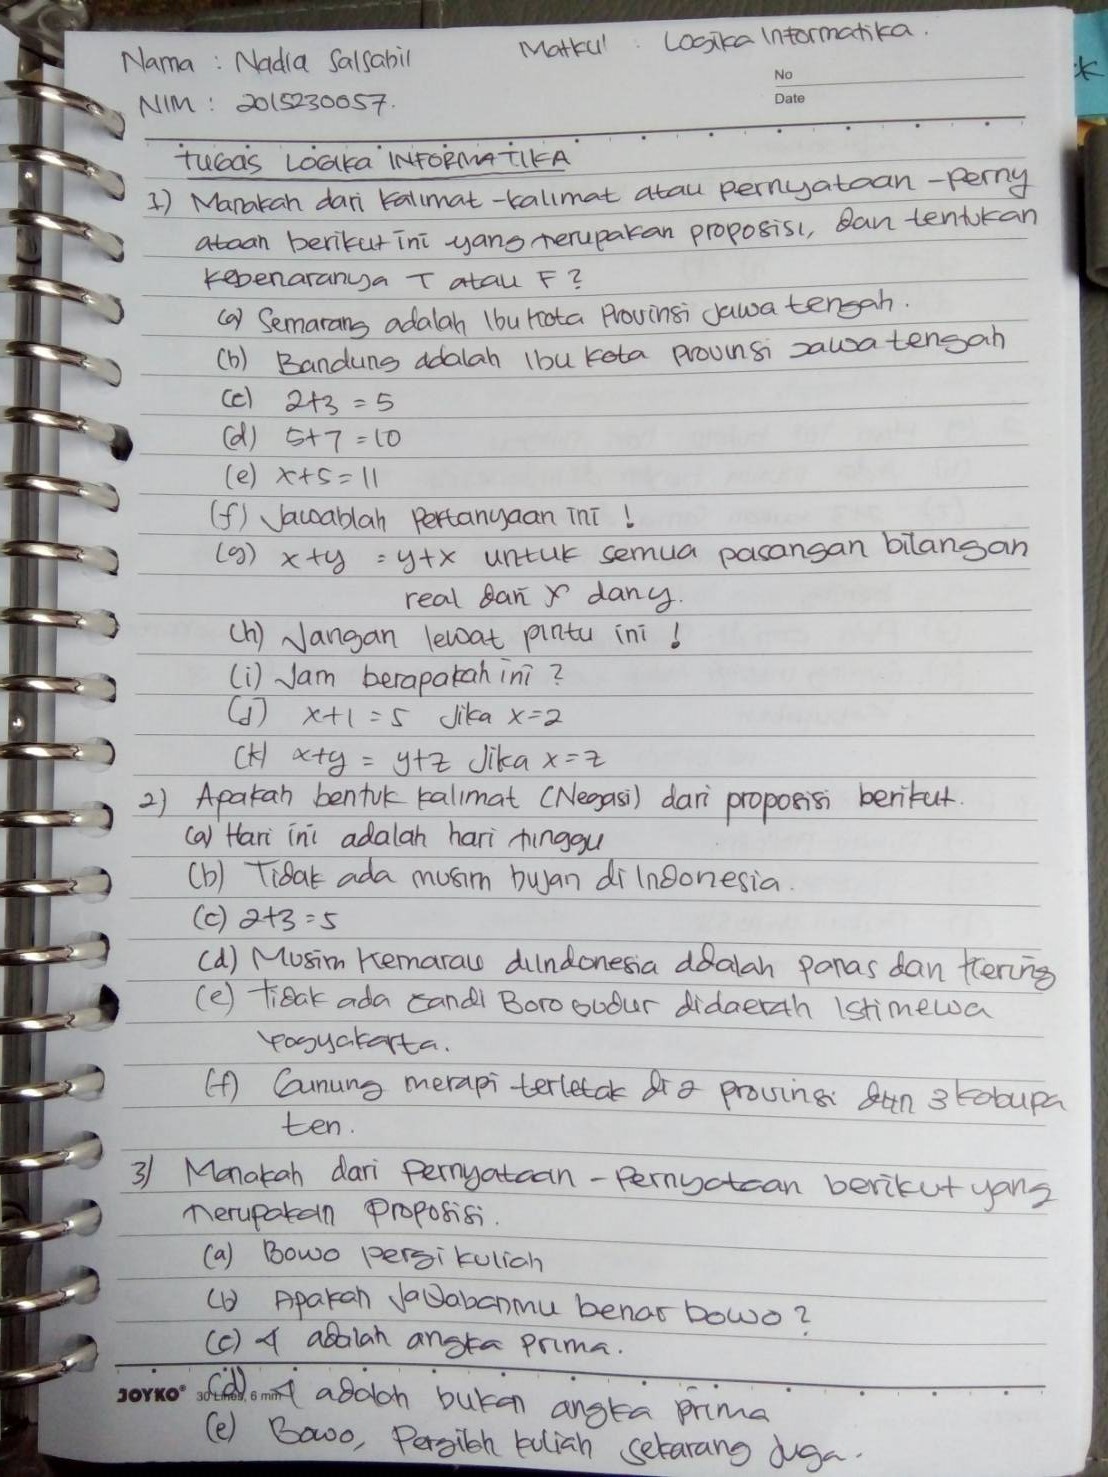 Nama : Nadia Salsabil
Matkul : Logika Informatika.
No
NIM : 2015230057.
Date
TUGAS LOGIKA INFORMATIKA
1) Manakah dari kalimat-kalimat atau pernyataan-perny
ataan berikut ini yang merupakan proposisi, dan tentukan
kebenaranya T atau F?
(a) Semarang adalah Ibukota Provinsi Jawa tengah.
(b) Bandung adalah Ibu kota provinsi Jawa tengah
(c) 2+3 = 5
(d) 5+7 = 10
(e) x+5 = 11
(f) Jawablah Pertanyaan ini !
(g) x+y = y+x untuk semua pasangan bilangan
real dari x dan y.
(h) Jangan lewat pintu ini !
(i) Jam berapakah ini ?
(j) x+1 = 5 Jika x=2
(k) x+y = y+z Jika x=z
2) Apakah bentuk kalimat (Negasi) dari proposisi berikut.
(a) Hari ini adalah hari minggu
(b) Tidak ada musim hujan di Indonesia.
(c) 2+3 = 5
(d) Musim Kemarau diIndonesia adalah panas dan kering
(e) Tidak ada candi Borobudur didaerah Istimewa
Yogyakarta.
(f) Gunung merapi terletak di 2 provinsi dan 3 kabupa
ten.
3) Manakah dari Pernyataan - Pernyataan berikut yang
merupakan Proposisi.
(a) Bowo pergi kuliah
(b) Apakah Jawabanmu benar bowo?
(c) 4 adalah angka prima.
JOYKO 30 Lines, 6 mm
(d) 4 adalah bukan angka prima
(e) Bowo, Pergilah kuliah sekarang Juga.